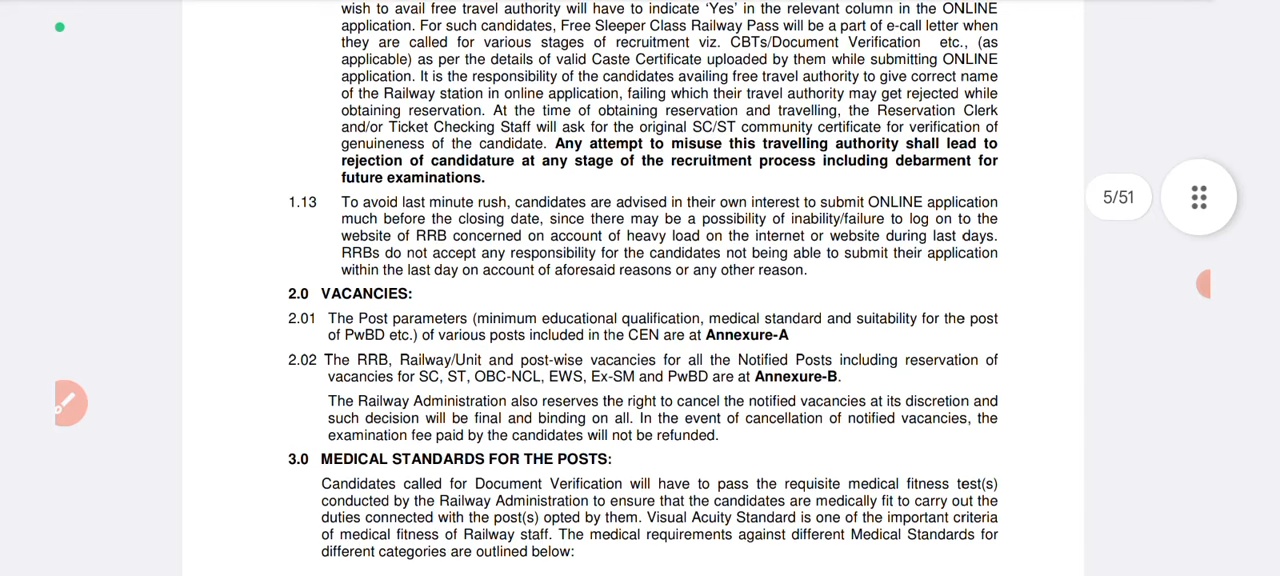 wish to avail free travel authority will have to indicate ‘Yes’ in the relevant column in the ONLINE
application. For such candidates, Free Sleeper Class Railway Pass will be a part of e-call letter when
they are called for various stages of recruitment viz. CBTs/Document Verification etc., (as
applicable) as per the details of valid Caste Certificate uploaded by them while submitting ONLINE
application. It is the responsibility of the candidates availing free travel authority to give correct name
of the Railway station in online application, failing which their travel authority may get rejected while
obtaining reservation. At the time of obtaining reservation and travelling, the Reservation Clerk
and/or Ticket Checking Staff will ask for the original SC/ST community certificate for verification of
genuineness of the candidate. Any attempt to misuse this travelling authority shall lead to
rejection of candidature at any stage of the recruitment process including debarment for
future examinations.
1.13 To avoid last minute rush, candidates are advised in their own interest to submit ONLINE application
much before the closing date, since there may be a possibility of inability/failure to log on to the
website of RRB concerned on account of heavy load on the internet or website during last days.
RRBs do not accept any responsibility for the candidates not being able to submit their application
within the last day on account of aforesaid reasons or any other reason.
2.0 VACANCIES:
2.01 The Post parameters (minimum educational qualification, medical standard and suitability for the post
of PwBD etc.) of various posts included in the CEN are at Annexure-A
2.02 The RRB, Railway/Unit and post-wise vacancies for all the Notified Posts including reservation of
vacancies for SC, ST, OBC-NCL, EWS, Ex-SM and PwBD are at Annexure-B.
The Railway Administration also reserves the right to cancel the notified vacancies at its discretion and
such decision will be final and binding on all. In the event of cancellation of notified vacancies, the
examination fee paid by the candidates will not be refunded.
3.0 MEDICAL STANDARDS FOR THE POSTS:
Candidates called for Document Verification will have to pass the requisite medical fitness test(s)
conducted by the Railway Administration to ensure that the candidates are medically fit to carry out the
duties connected with the post(s) opted by them. Visual Acuity Standard is one of the important criteria
of medical fitness of Railway staff. The medical requirements against different Medical Standards for
different categories are outlined below:
5/51